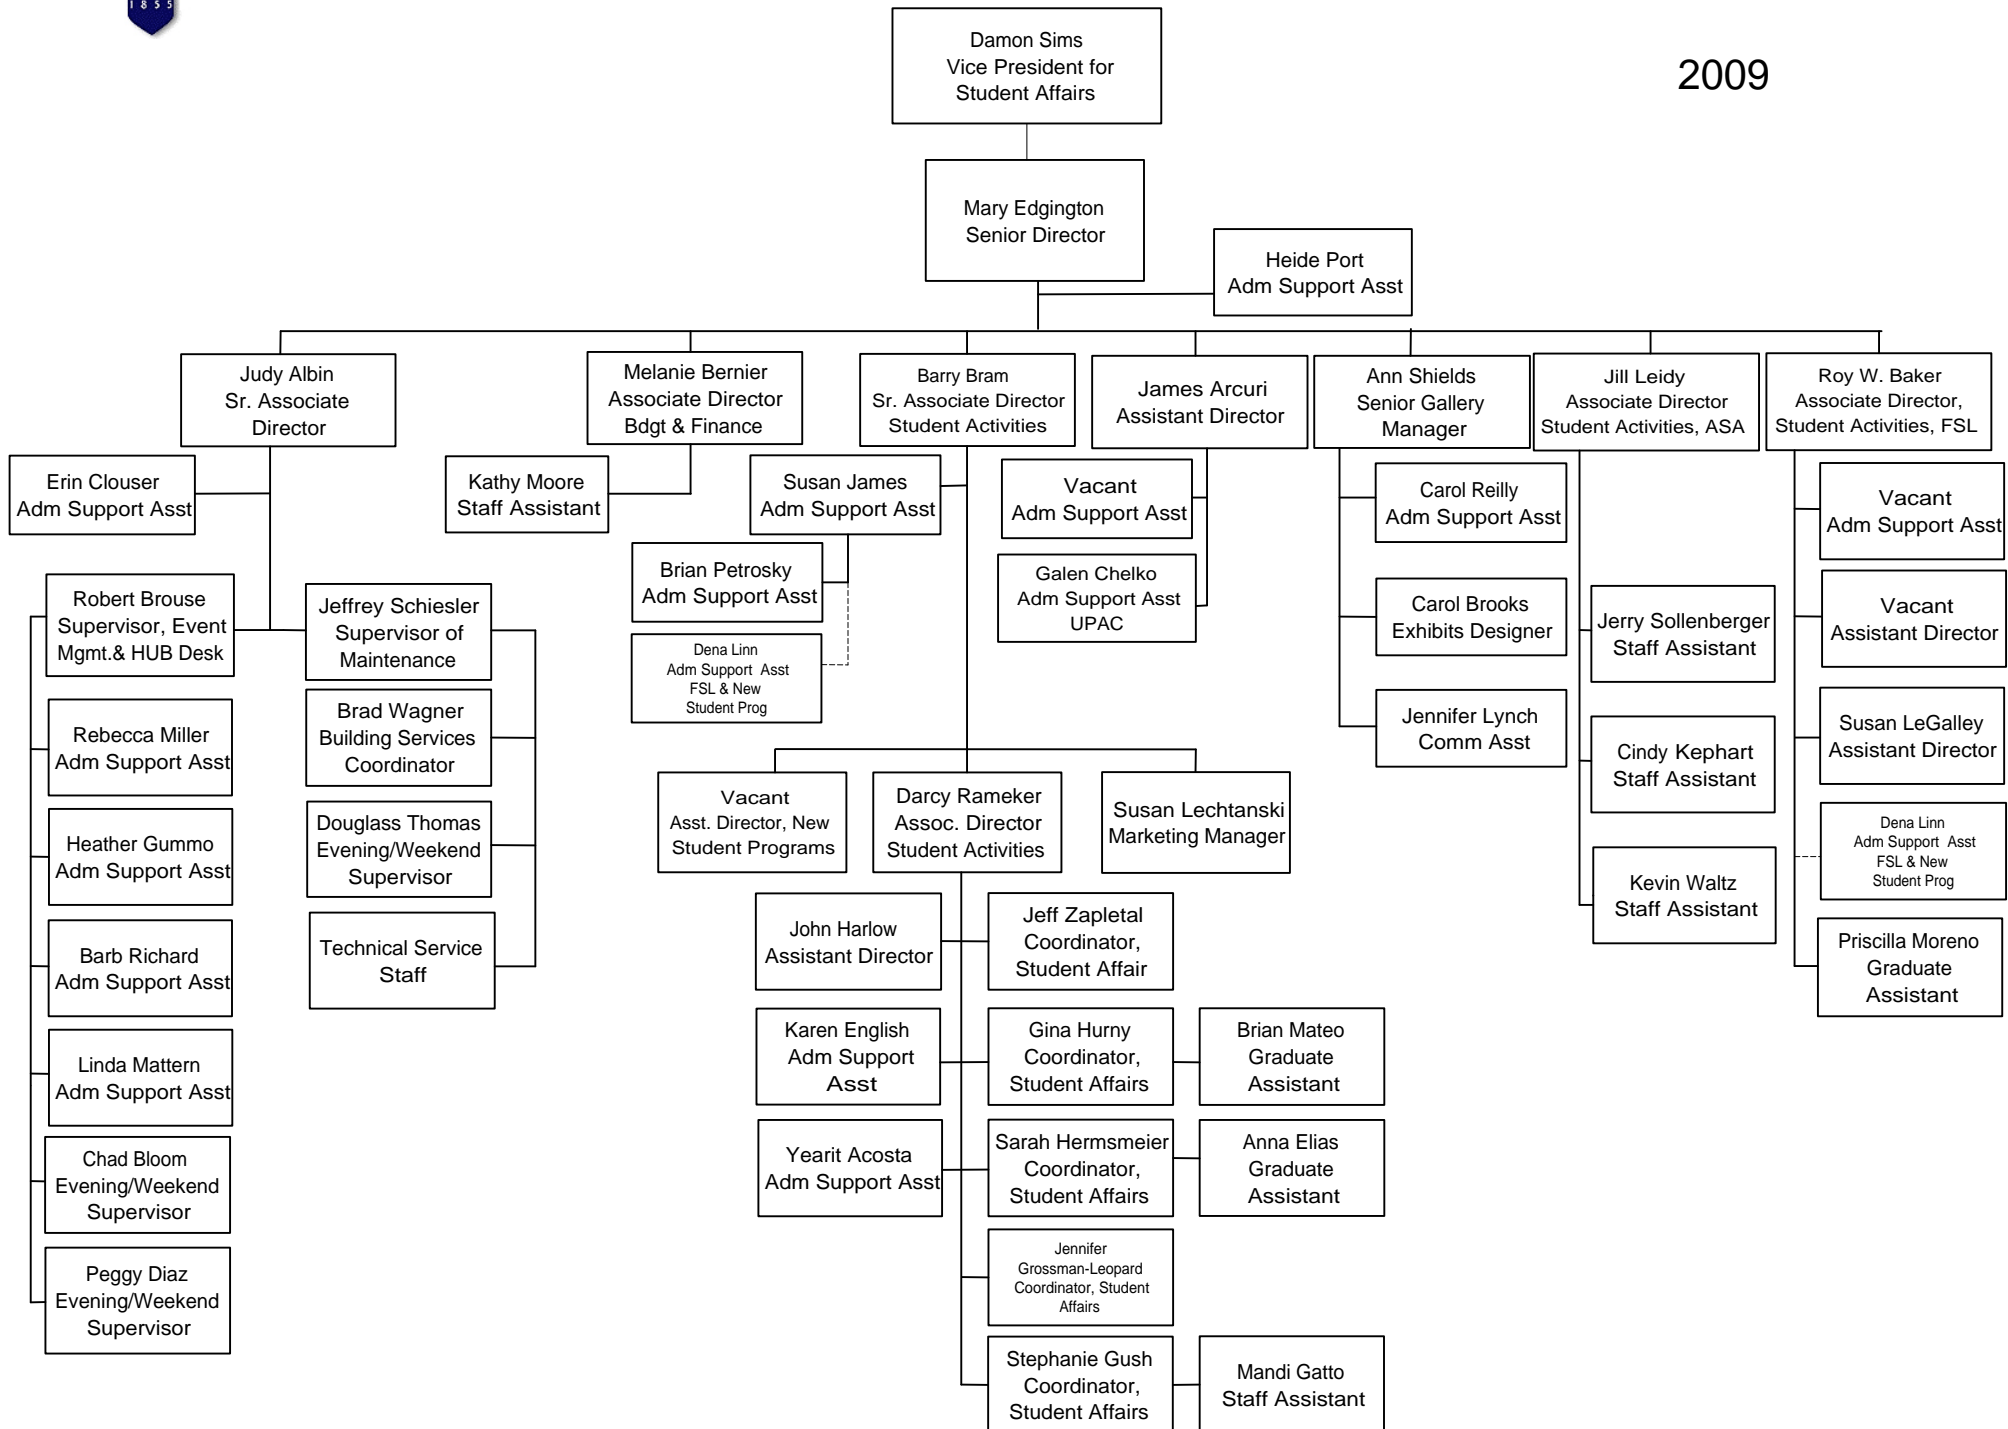 1855
Damon Sims
Vice President for
Student Affairs
2009
Mary Edgington
Senior Director
Heide Port
Adm Support Asst
Judy Albin
Sr. Associate
Director
Melanie Bernier
Associate Director
Bdgt & Finance
Barry Bram
Sr. Associate Director
Student Activities
James Arcuri
Assistant Director
Ann Shields
Senior Gallery
Manager
Jill Leidy
Associate Director
Student Activities, ASA
Roy W. Baker
Associate Director,
Student Activities, FSL
Erin Clouser
Adm Support Asst
Robert Brouse
Supervisor, Event
Mgmt.& HUB Desk
Rebecca Miller
Adm Support Asst
Heather Gummo
Adm Support Asst
Barb Richard
Adm Support Asst
Linda Mattern
Adm Support Asst
Chad Bloom
Evening/Weekend
Supervisor
Peggy Diaz
Evening/Weekend
Supervisor
Jeffrey Schiesler
Supervisor of
Maintenance
Brad Wagner
Building Services
Coordinator
Douglass Thomas
Evening/Weekend
Supervisor
Technical Service
Staff
Kathy Moore
Staff Assistant
Susan James
Adm Support Asst
Brian Petrosky
Adm Support Asst
Dena Linn
Adm Support  Asst
FSL & New
Student Prog
Vacant
Asst. Director, New
Student Programs
Darcy Rameker
Assoc. Director
Student Activities
Susan Lechtanski
Marketing Manager
John Harlow
Assistant Director
Jeff Zapletal
Coordinator,
Student Affair
Karen English
Adm Support
Asst
Gina Hurny
Coordinator,
Student Affairs
Brian Mateo
Graduate
Assistant
Yearit Acosta
Adm Support Asst
Sarah Hermsmeier
Coordinator,
Student Affairs
Anna Elias
Graduate
Assistant
Jennifer
Grossman-Leopard
Coordinator, Student
Affairs
Stephanie Gush
Coordinator,
Student Affairs
Mandi Gatto
Staff Assistant
Vacant
Adm Support Asst
Galen Chelko
Adm Support Asst
UPAC
Carol Reilly
Adm Support Asst
Carol Brooks
Exhibits Designer
Jennifer Lynch
Comm Asst
Jerry Sollenberger
Staff Assistant
Cindy Kephart
Staff Assistant
Kevin Waltz
Staff Assistant
Vacant
Adm Support Asst
Vacant
Assistant Director
Susan LeGalley
Assistant Director
Dena Linn
Adm Support  Asst
FSL & New
Student Prog
Priscilla Moreno
Graduate
Assistant